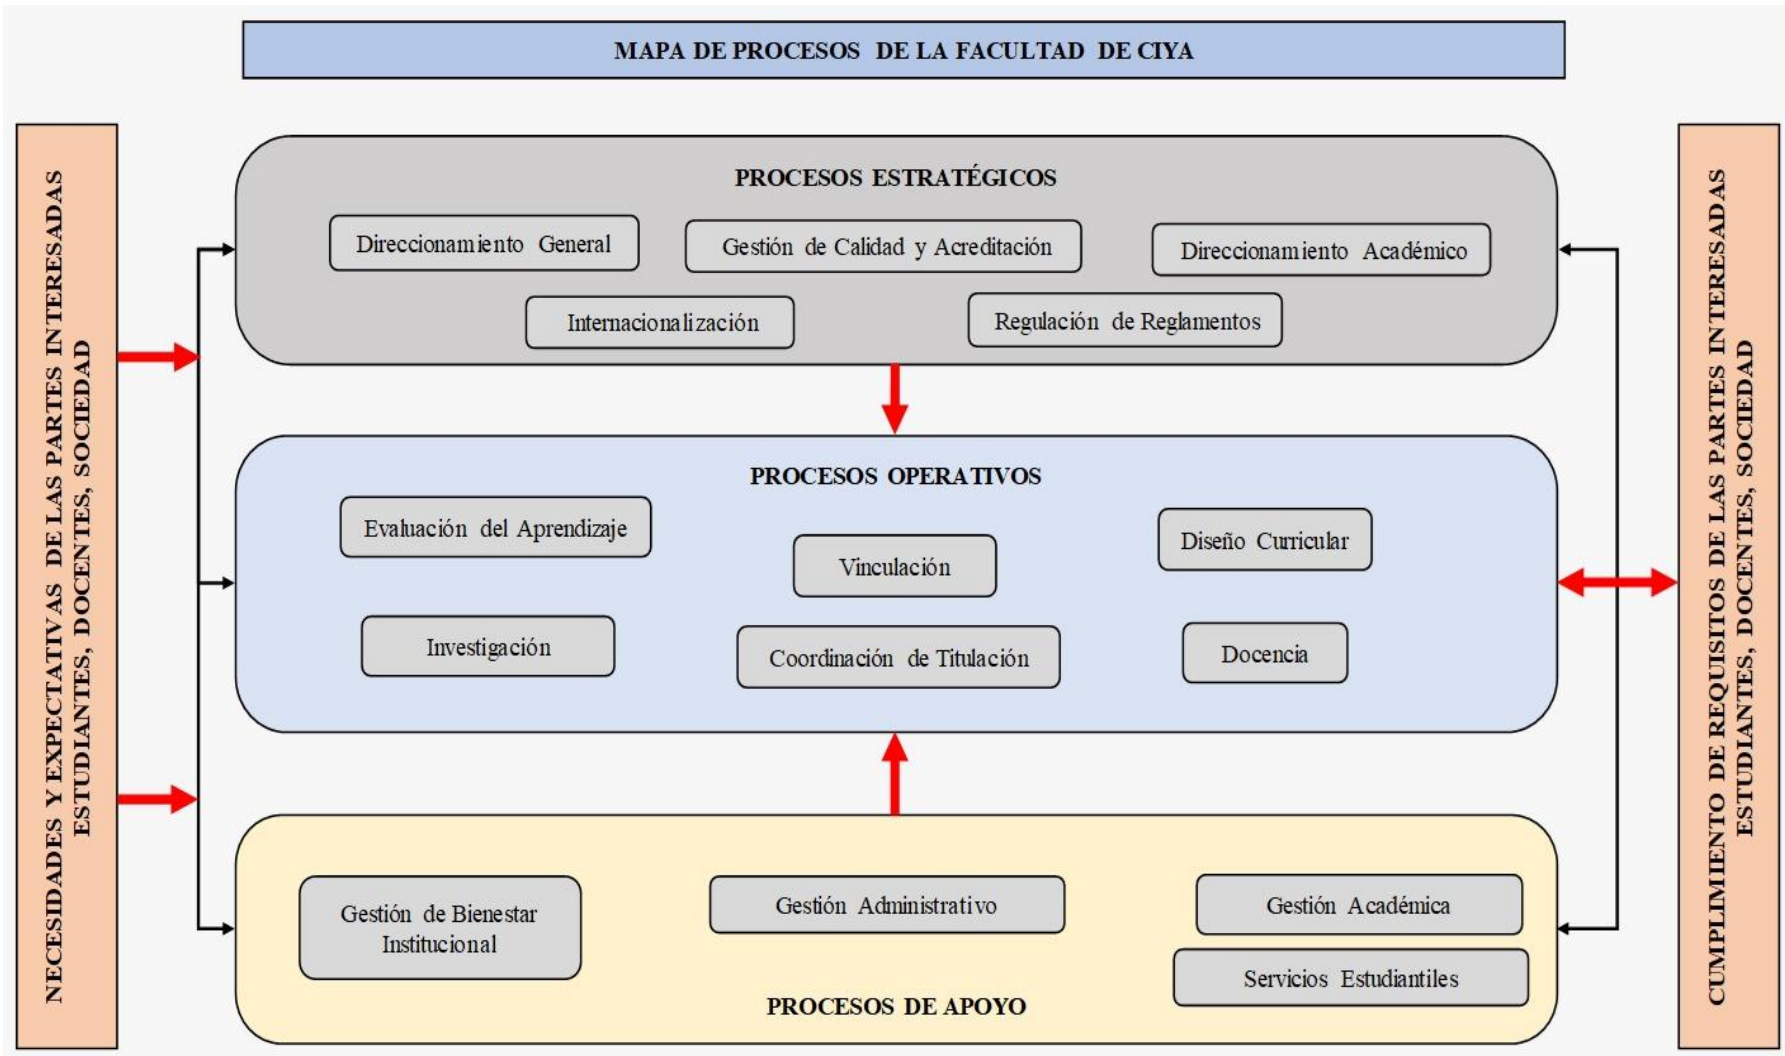 MAPA DE PROCESOS DE LA FACULTAD DE CIYA
NECESIDADES Y EXPECTATIVAS DE LAS PARTES INTERESADAS
ESTUDIANTES, DOCENTES, SOCIEDAD
PROCESOS ESTRATÉGICOS
Direccionamiento General
Gestión de Calidad y Acreditación
Direccionamiento Académico
Internacionalización
Regulación de Reglamentos
PROCESOS OPERATIVOS
Evaluación del Aprendizaje
Vinculación
Diseño Curricular
Investigación
Coordinación de Titulación
Docencia
Gestión de Bienestar
Institucional
Gestión Administrativo
Gestión Académica
Servicios Estudiantiles
PROCESOS DE APOYO
CUMPLIMIENTO DE REQUISITOS DE LAS PARTES INTERESADAS
ESTUDIANTES, DOCENTES, SOCIEDAD